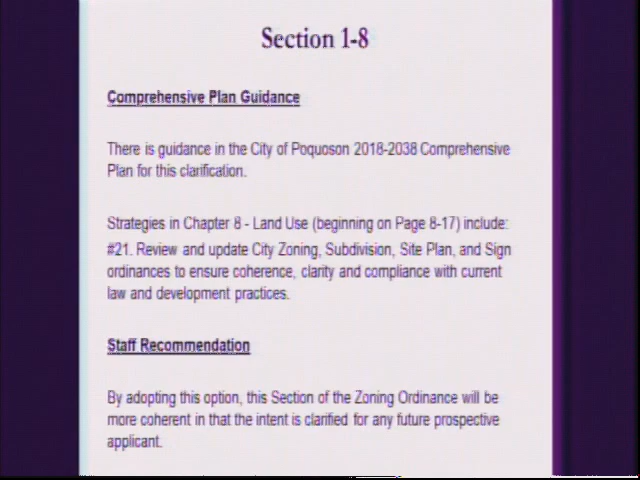 Section 1-8
Comprehensive Plan Guidance
There is guidance in the City of Poquoson 2018-2038 Comprehensive
Plan for this clarification.
Strategies in Chapter 8 - Land Use (beginning on Page 8-17) include:
#21. Review and update City Zoning, Subdivision, Site Plan, and Sign
ordinances to ensure coherence, clarity and compliance with current
law and development practices.
Staff Recommendation
By adopting this option, this Section of the Zoning Ordinance will be
more coherent in that the intent is clarified for any future prospective
applicant.